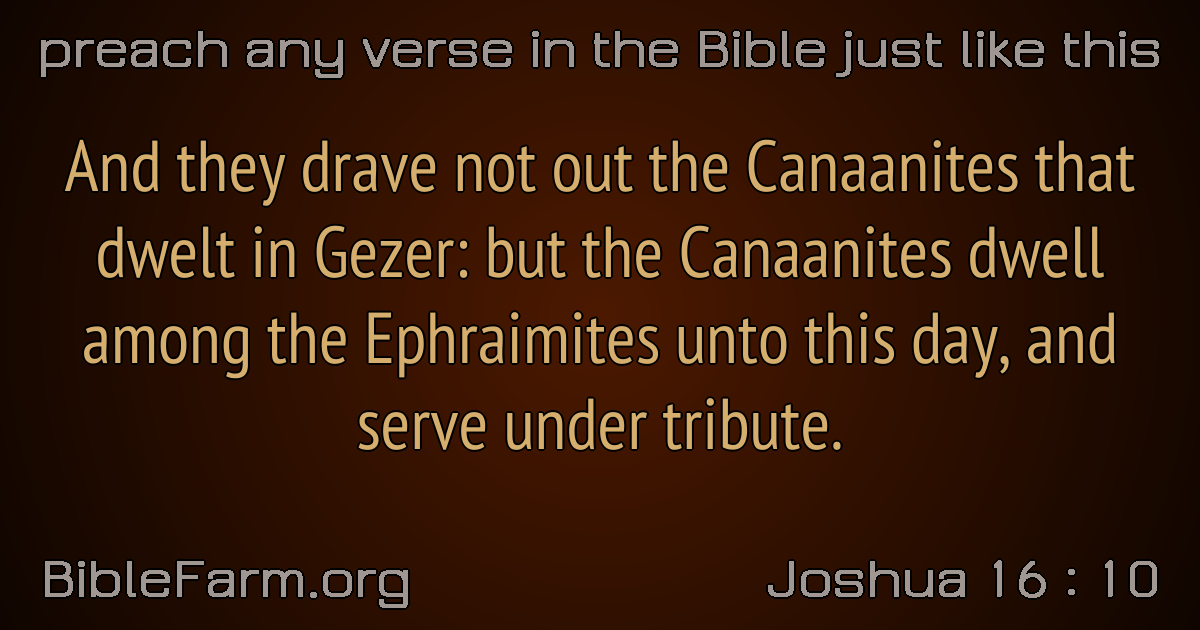 preach any verse in the Bible just like this
And they drave not out the Canaanites that
dwelt in Gezer: but the Canaanites dwell
among the Ephraimites unto this day, and
serve under tribute.
BibleFarm.org
Joshua 16 : 10